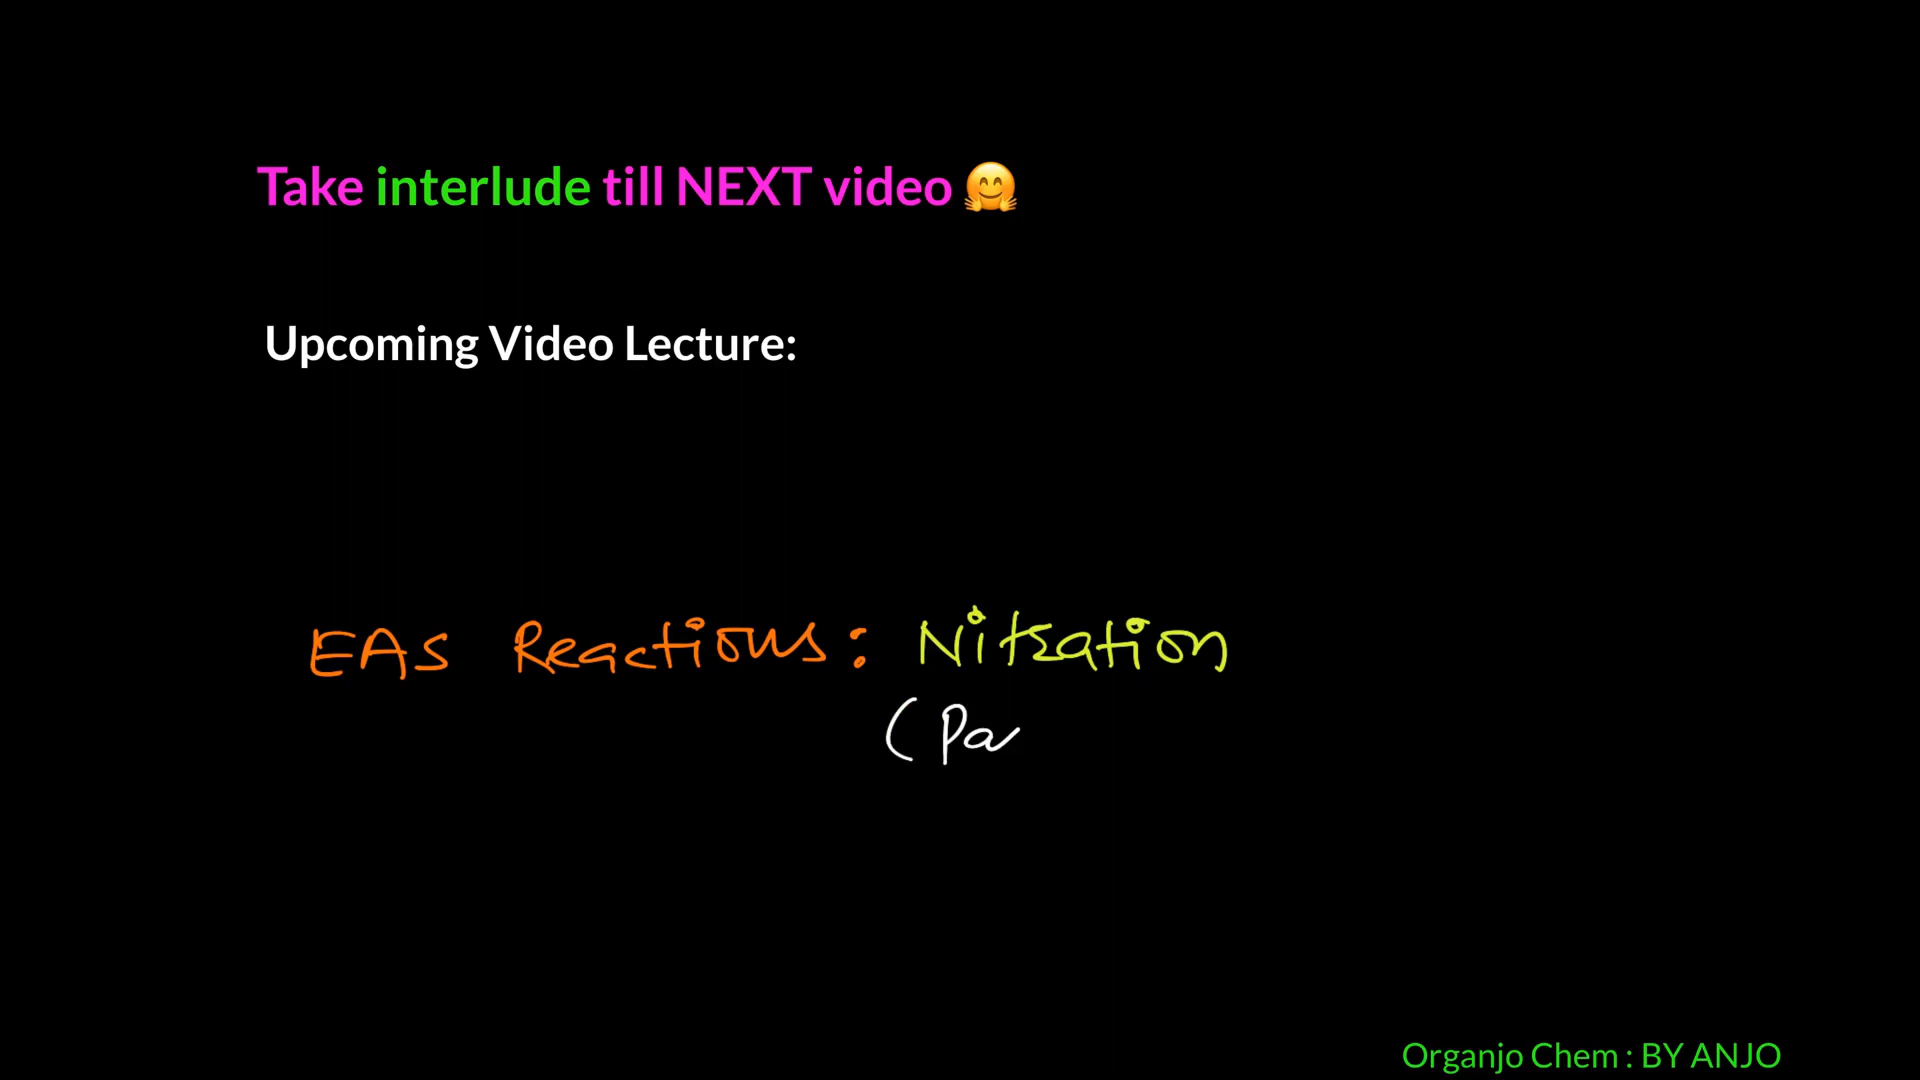 Take interlude till NEXT video 🤗
Upcoming Video Lecture:
EAS Reactions: Nitration
(Pa
Organjo Chem : BY ANJO